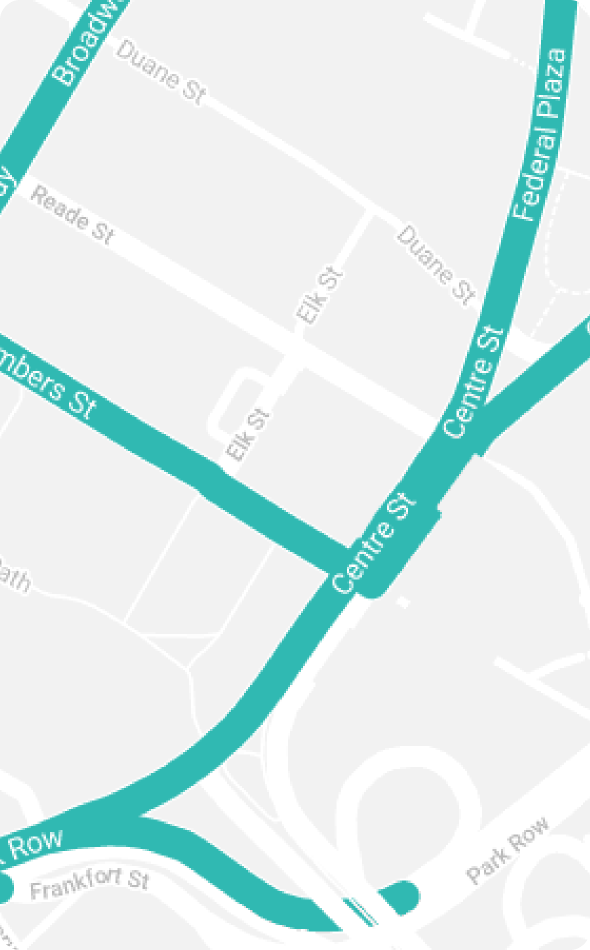 Broadw
Duane St
Federal Plaza
dy
Reade St
Duane St
Elk St
mbers St
Centre St
Elk St
Centre St
ath
Row
Park Row
Frankfort St